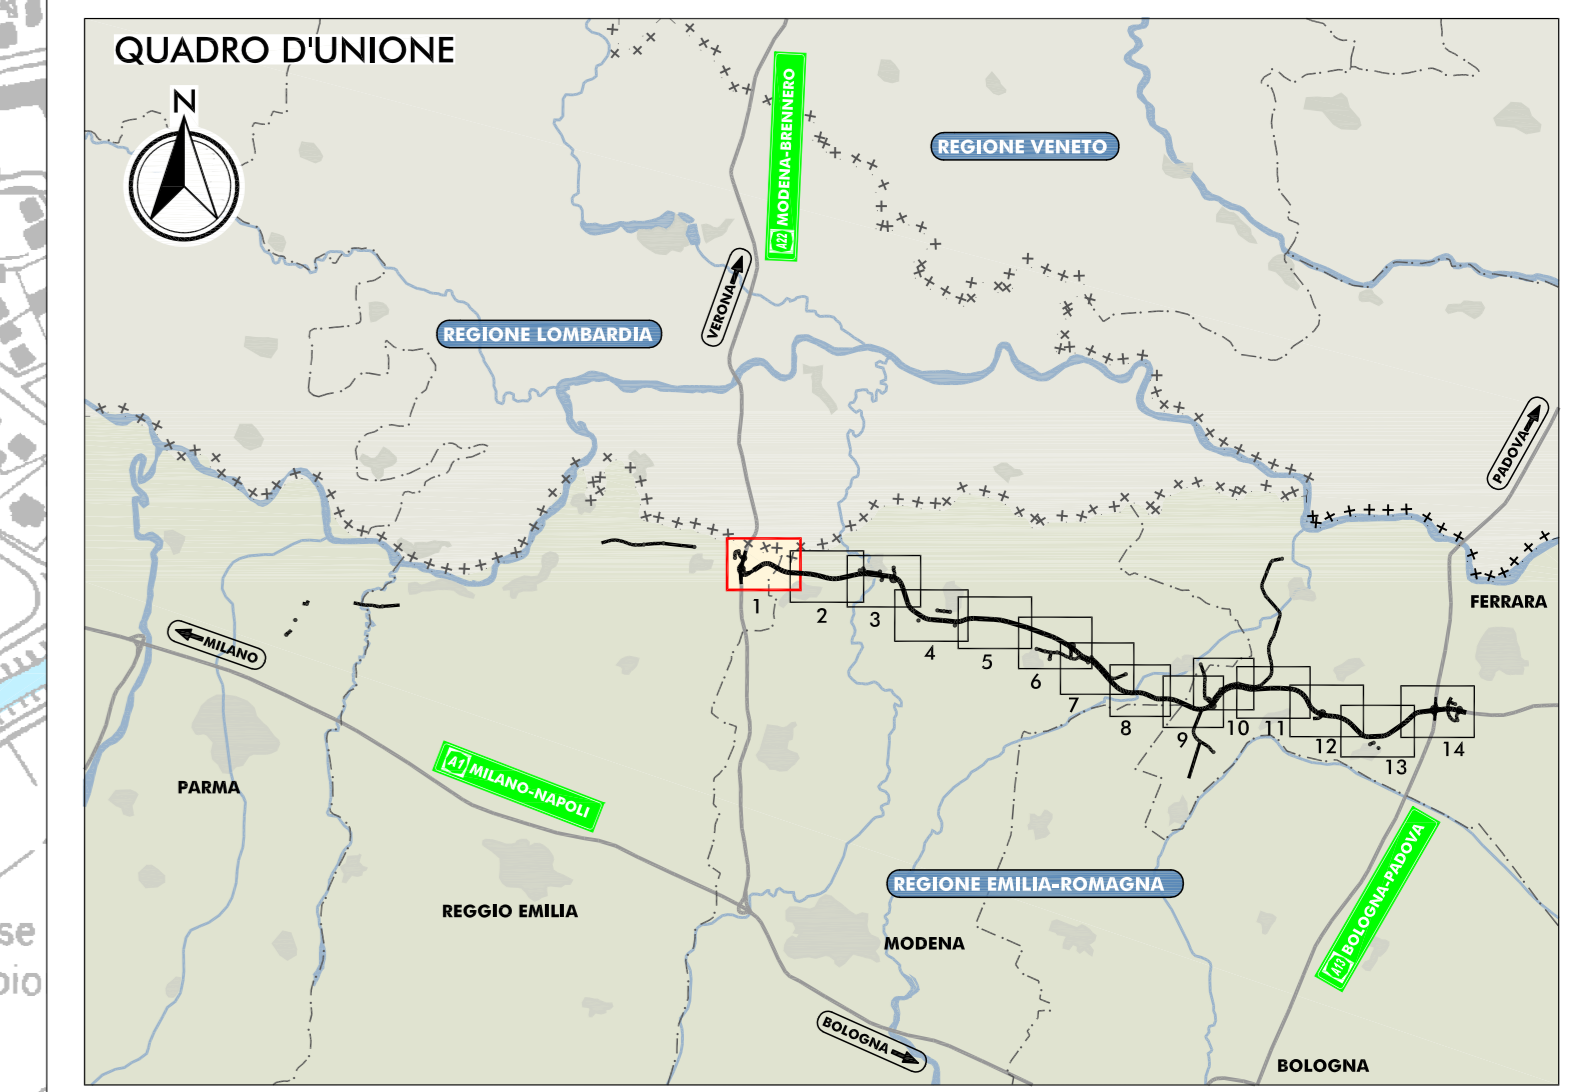 QUADRO D'UNIONE
N
A22 MODENA-BRENNERO
REGIONE VENETO
VERONA
REGIONE LOMBARDIA
PADOVA
FERRARA
1
2
3
4
5
6
7
8
9
10
11
12
13
14
MILANO
PARMA
A1 MILANO-NAPOLI
REGIONE EMILIA-ROMAGNA
A13 BOLOGNA-PADOVA
REGGIO EMILIA
MODENA
BOLOGNA
BOLOGNA
se